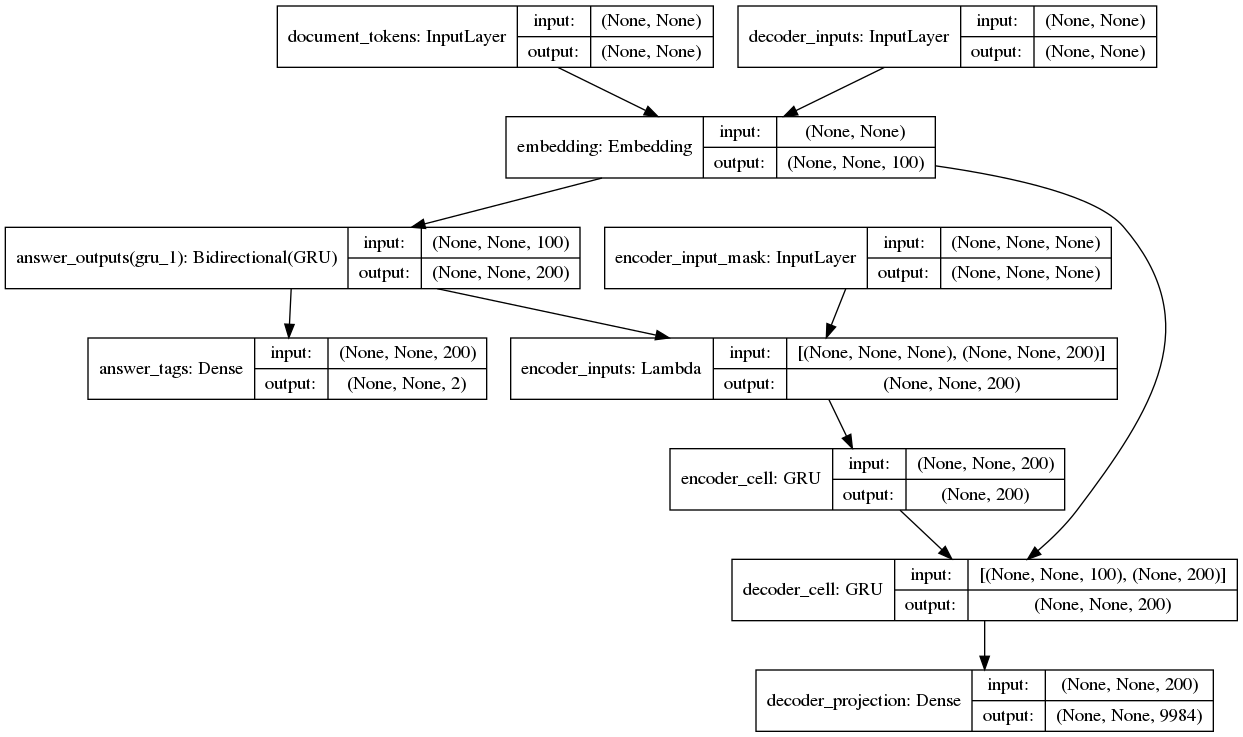 document_tokens: InputLayer
input:
(None, None)
output:
(None, None)
decoder_inputs: InputLayer
input:
(None, None)
output:
(None, None)
embedding: Embedding
input:
(None, None)
output:
(None, None, 100)
answer_outputs(gru_1): Bidirectional(GRU)
input:
(None, None, 100)
output:
(None, None, 200)
encoder_input_mask: InputLayer
input:
(None, None, None)
output:
(None, None, None)
answer_tags: Dense
input:
(None, None, 200)
output:
(None, None, 2)
encoder_inputs: Lambda
input:
[(None, None, None), (None, None, 200)]
output:
(None, None, 200)
encoder_cell: GRU
input:
(None, None, 200)
output:
(None, 200)
decoder_cell: GRU
input:
[(None, None, 100), (None, 200)]
output:
(None, None, 200)
decoder_projection: Dense
input:
(None, None, 200)
output:
(None, None, 9984)